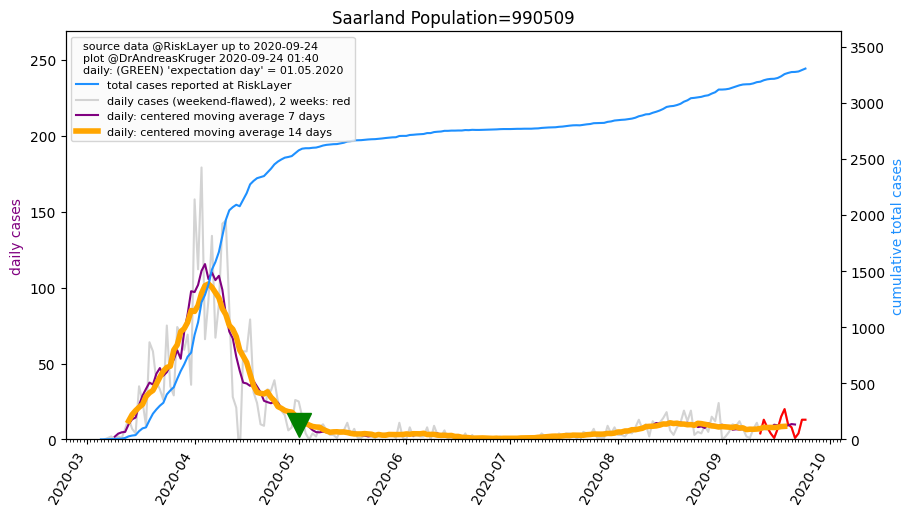 Saarland Population=990509
source data @RiskLayer up to 2020-09-24
plot @DrAndreasKruger 2020-09-24 01:40
daily: (GREEN) 'expectation day' = 01.05.2020
total cases reported at RiskLayer
daily cases (weekend-flawed), 2 weeks: red
daily: centered moving average 7 days
daily: centered moving average 14 days
daily cases
250
200
150
100
50
0
3500
3000
2500
2000
1500
1000
500
0
cumulative total cases
2020-03
2020-04
2020-05
2020-06
2020-07
2020-08
2020-09
2020-10